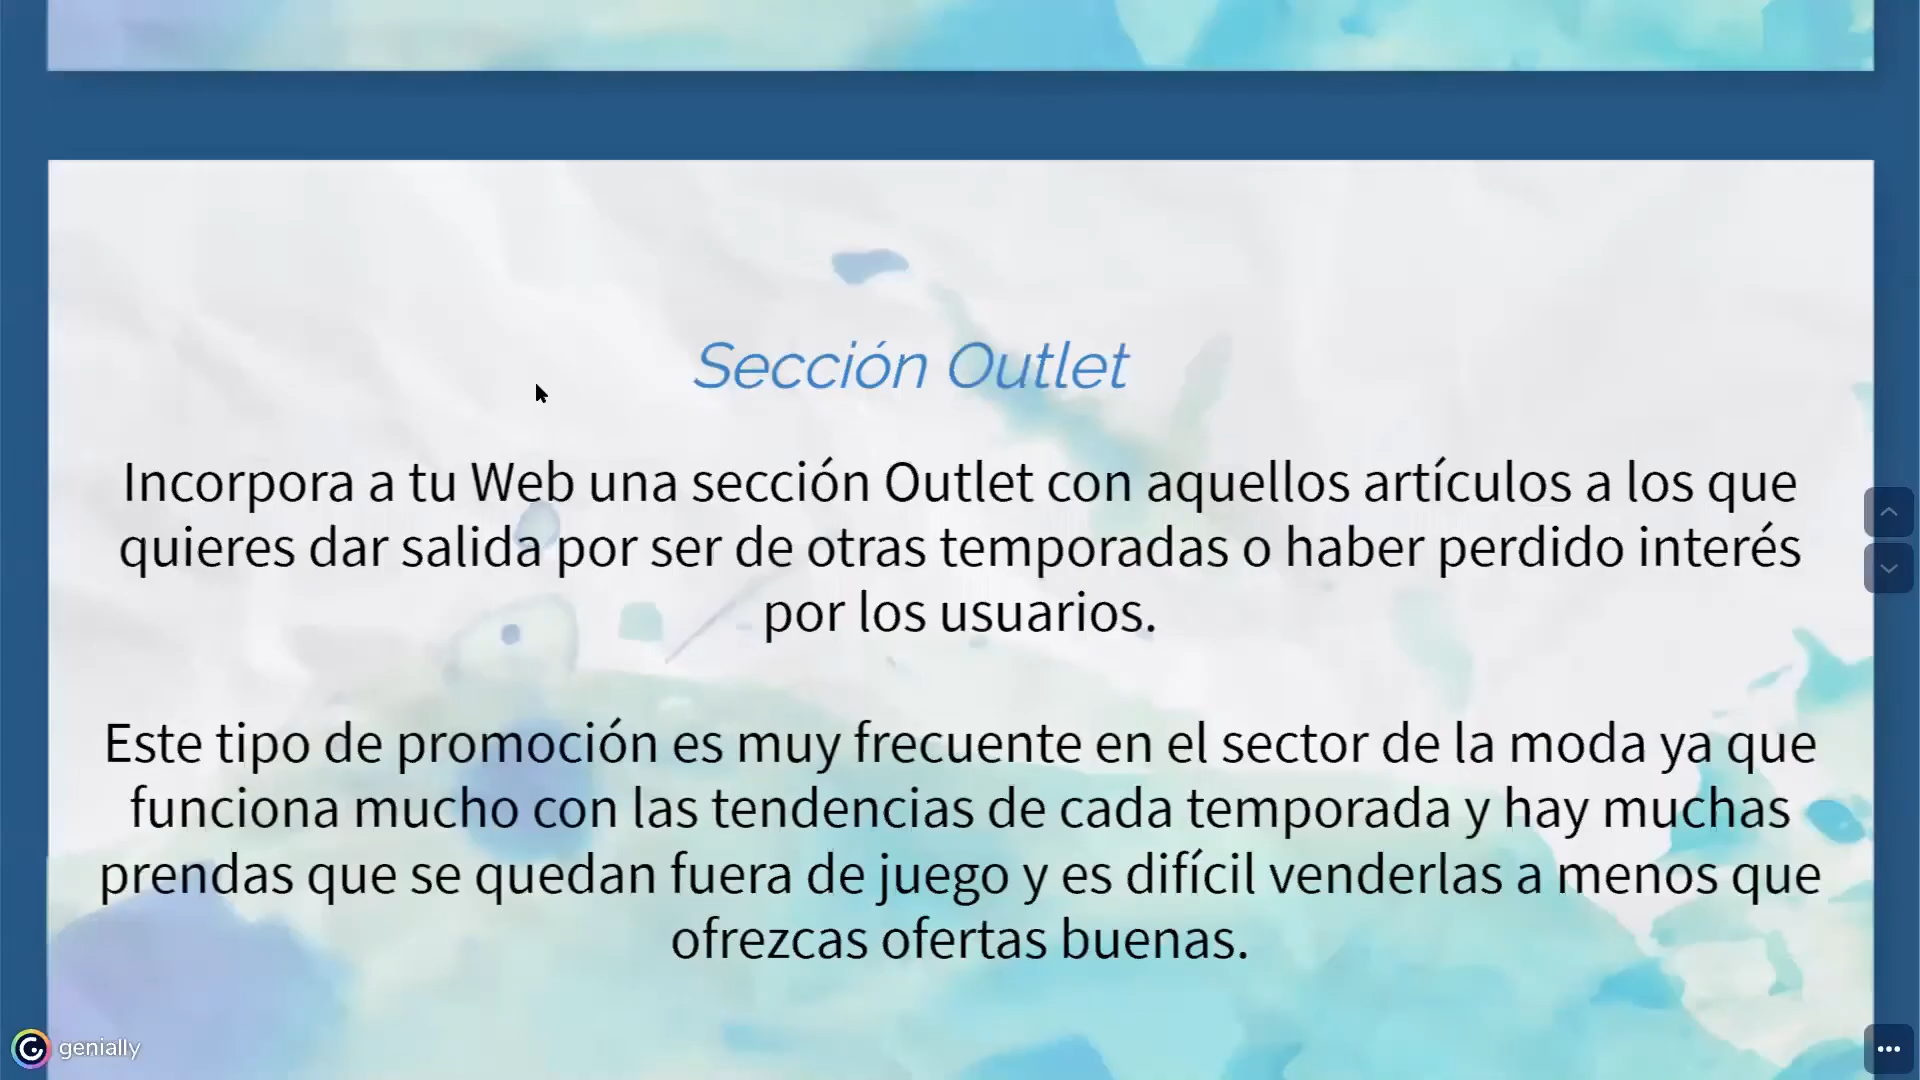 Sección Outlet
Incorpora a tu Web una sección Outlet con aquellos artículos a los que
quieres dar salida por ser de otras temporadas o haber perdido interés
por los usuarios.
Este tipo de promoción es muy frecuente en el sector de la moda ya que
funciona mucho con las tendencias de cada temporada y hay muchas
prendas que se quedan fuera de juego y es difícil venderlas a menos que
ofrezcas ofertas buenas.
genially